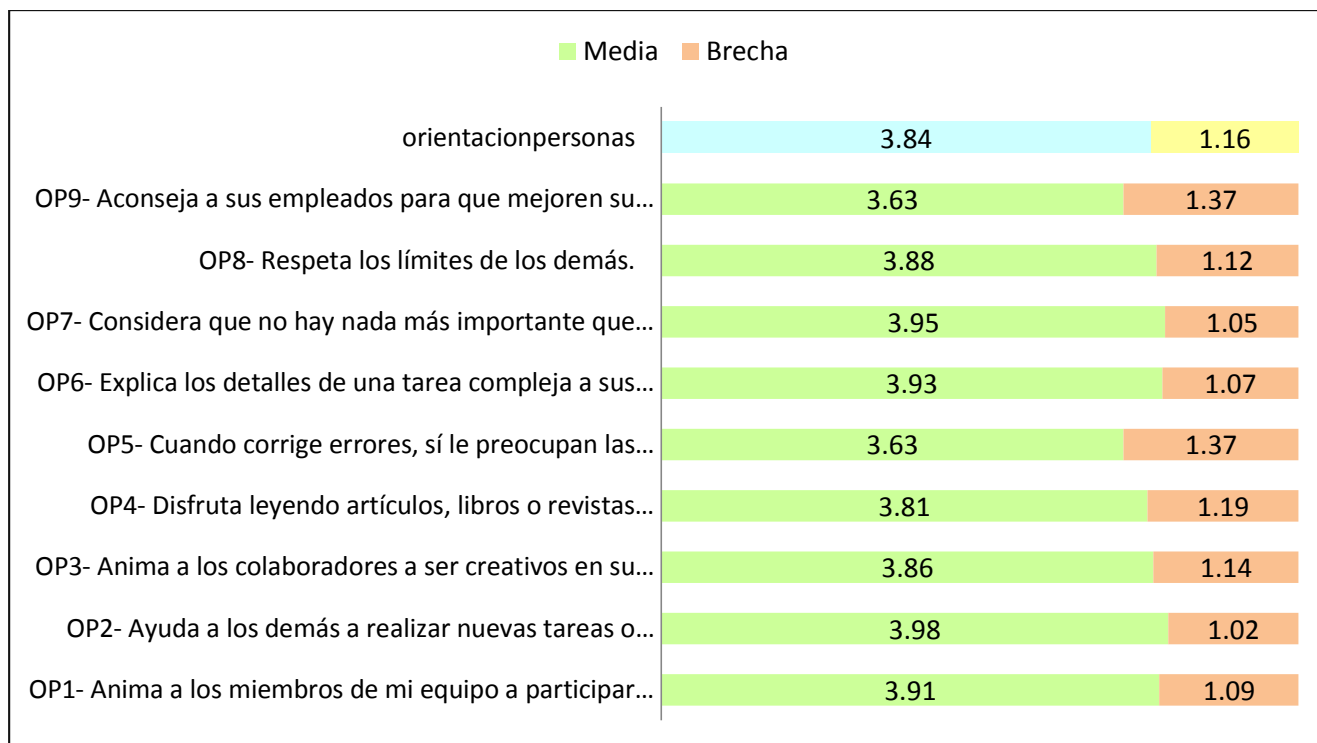 Media Brecha
orientacionpersonas 3.84 1.16
OP9- Aconseja a sus empleados para que mejoren su... 3.63 1.37
OP8- Respeta los límites de los demás. 3.88 1.12
OP7- Considera que no hay nada más importante que... 3.95 1.05
OP6- Explica los detalles de una tarea compleja a sus... 3.93 1.07
OP5- Cuando corrige errores, sí le preocupan las... 3.63 1.37
OP4- Disfruta leyendo artículos, libros o revistas... 3.81 1.19
OP3- Anima a los colaboradores a ser creativos en su... 3.86 1.14
OP2- Ayuda a los demás a realizar nuevas tareas o... 3.98 1.02
OP1- Anima a los miembros de mi equipo a participar... 3.91 1.09